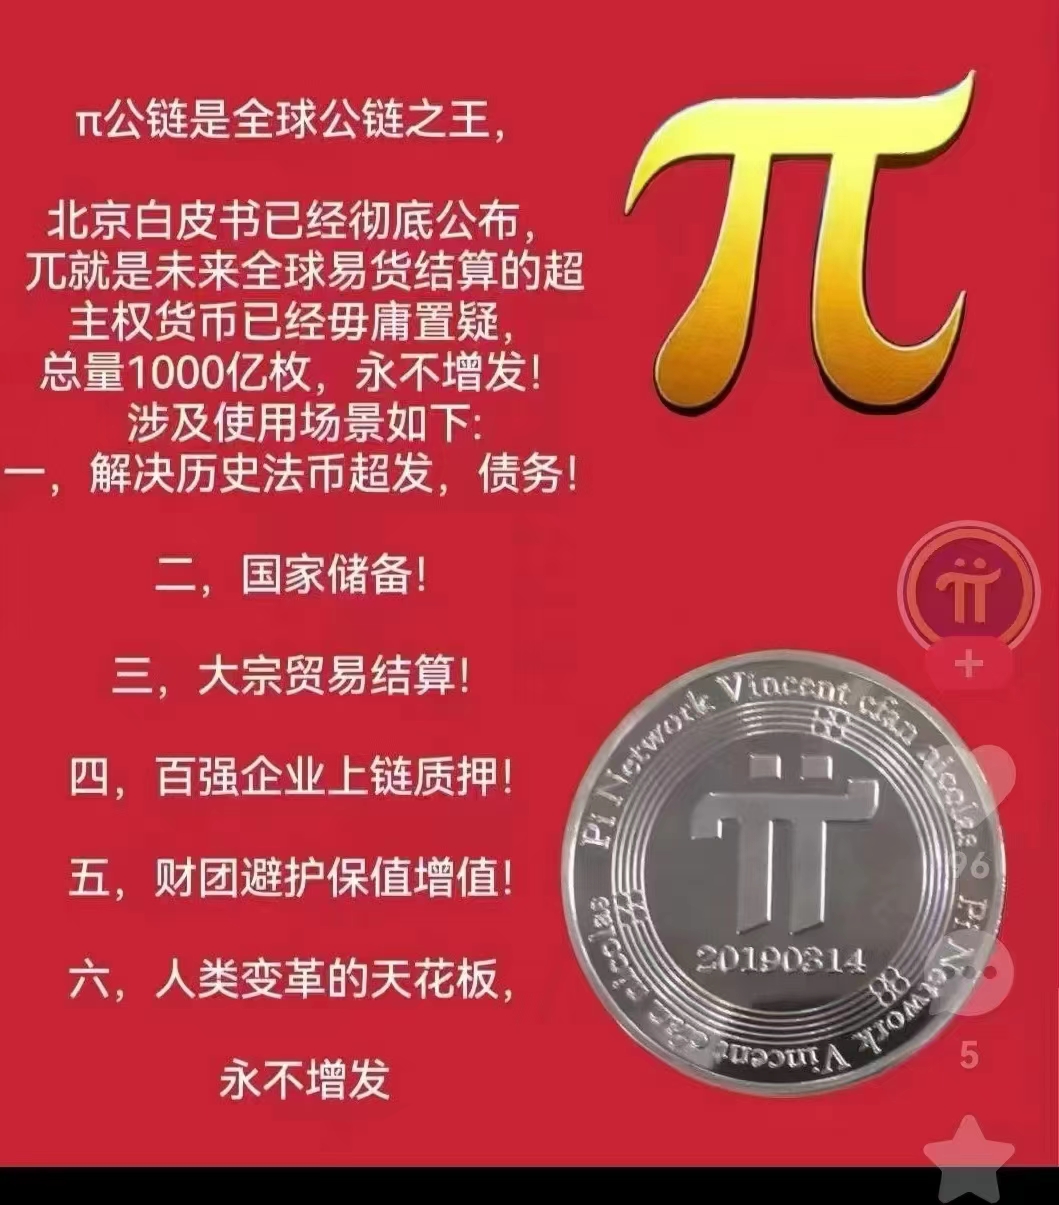 π公链是全球公链之王，
北京白皮书已经彻底公布，
兀就是未来全球易货结算的超
主权货币已经毋庸置疑，
总量1000亿枚，永不增发！
涉及使用场景如下：
一，解决历史法币超发，债务！
二，国家储备！
三，大宗贸易结算！
四，百强企业上链质押！
五，财团避护保值增值！
六，人类变革的天花板，
永不增发
π
Pi Network Vincent cfan nicolas Pi Network Vincent cfan nicolas
20190314
96
5